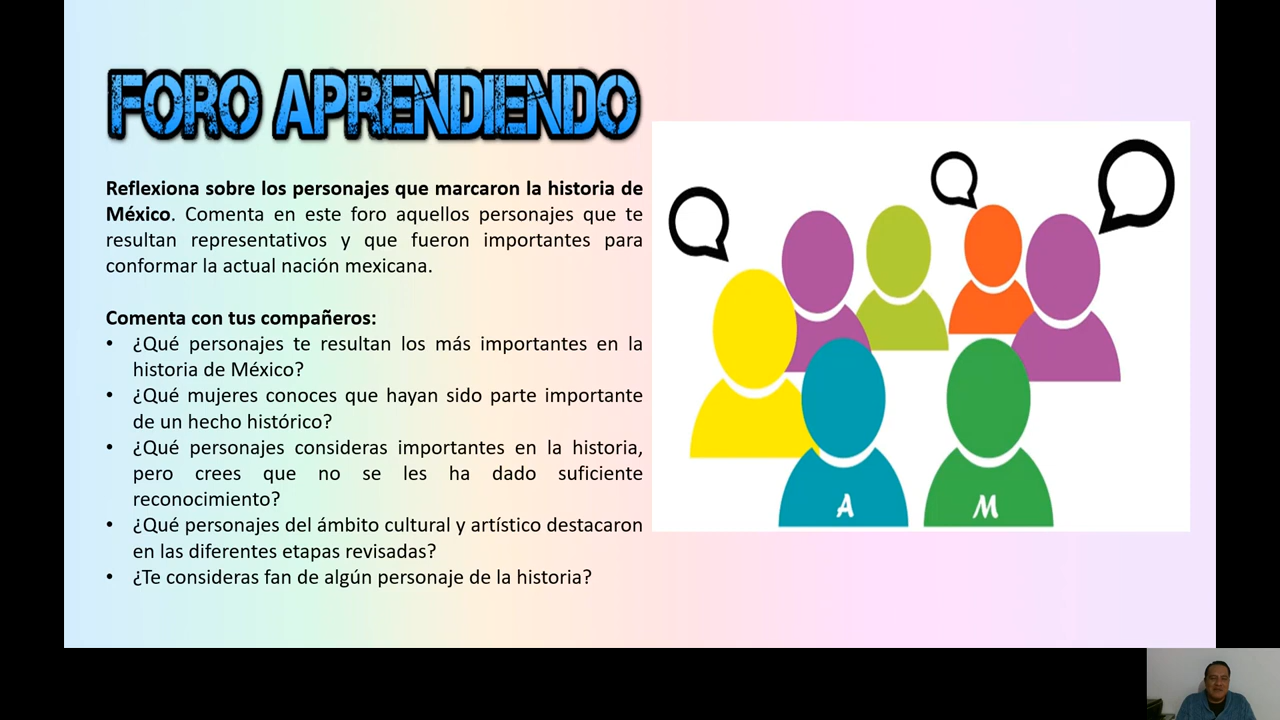 FORO APRENDIENDO
Reflexiona sobre los personajes que marcaron la historia de
México. Comenta en este foro aquellos personajes que te
resultan representativos y que fueron importantes para
conformar la actual nación mexicana.
Comenta con tus compañeros:
• ¿Qué personajes te resultan los más importantes en la
historia de México?
• ¿Qué mujeres conoces que hayan sido parte importante
de un hecho histórico?
• ¿Qué personajes consideras importantes en la historia,
pero crees que no se les ha dado suficiente
reconocimiento?
• ¿Qué personajes del ámbito cultural y artístico destacaron
en las diferentes etapas revisadas?
• ¿Te consideras fan de algún personaje de la historia?
A M